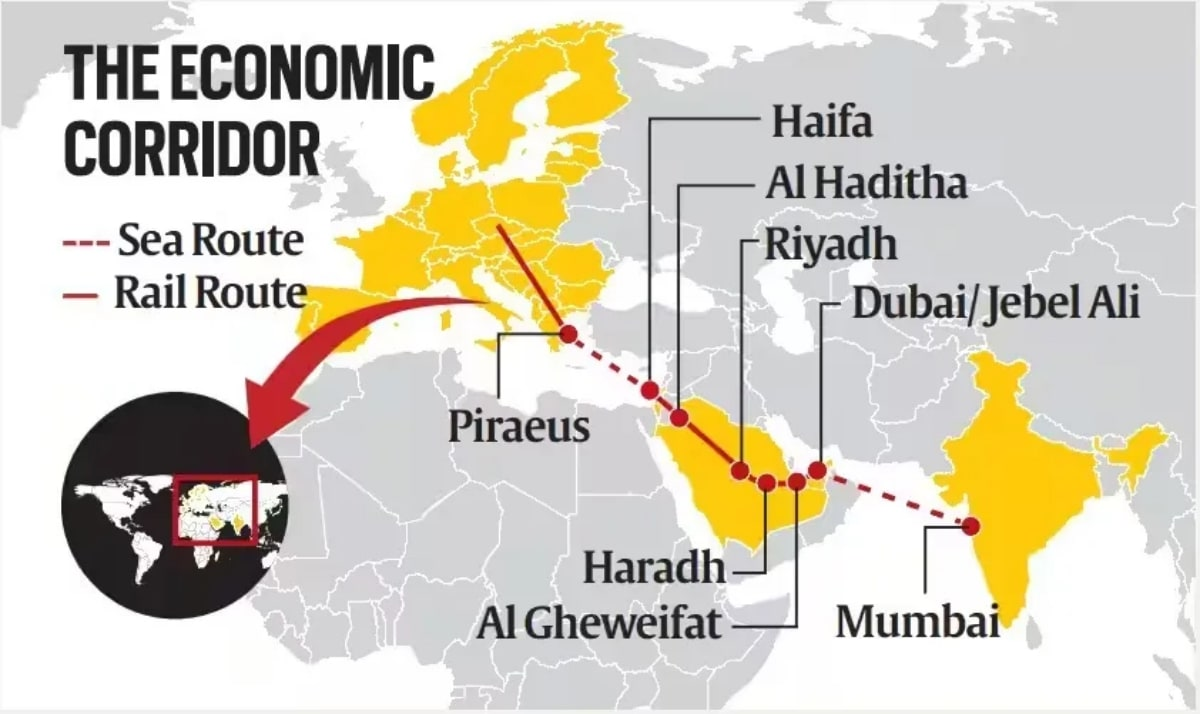 THE ECONOMIC
CORRIDOR
Sea Route
Rail Route
Haifa
Al Haditha
Riyadh
Dubai/ Jebel Ali
Piraeus
Haradh
Al Gheweifat
Mumbai